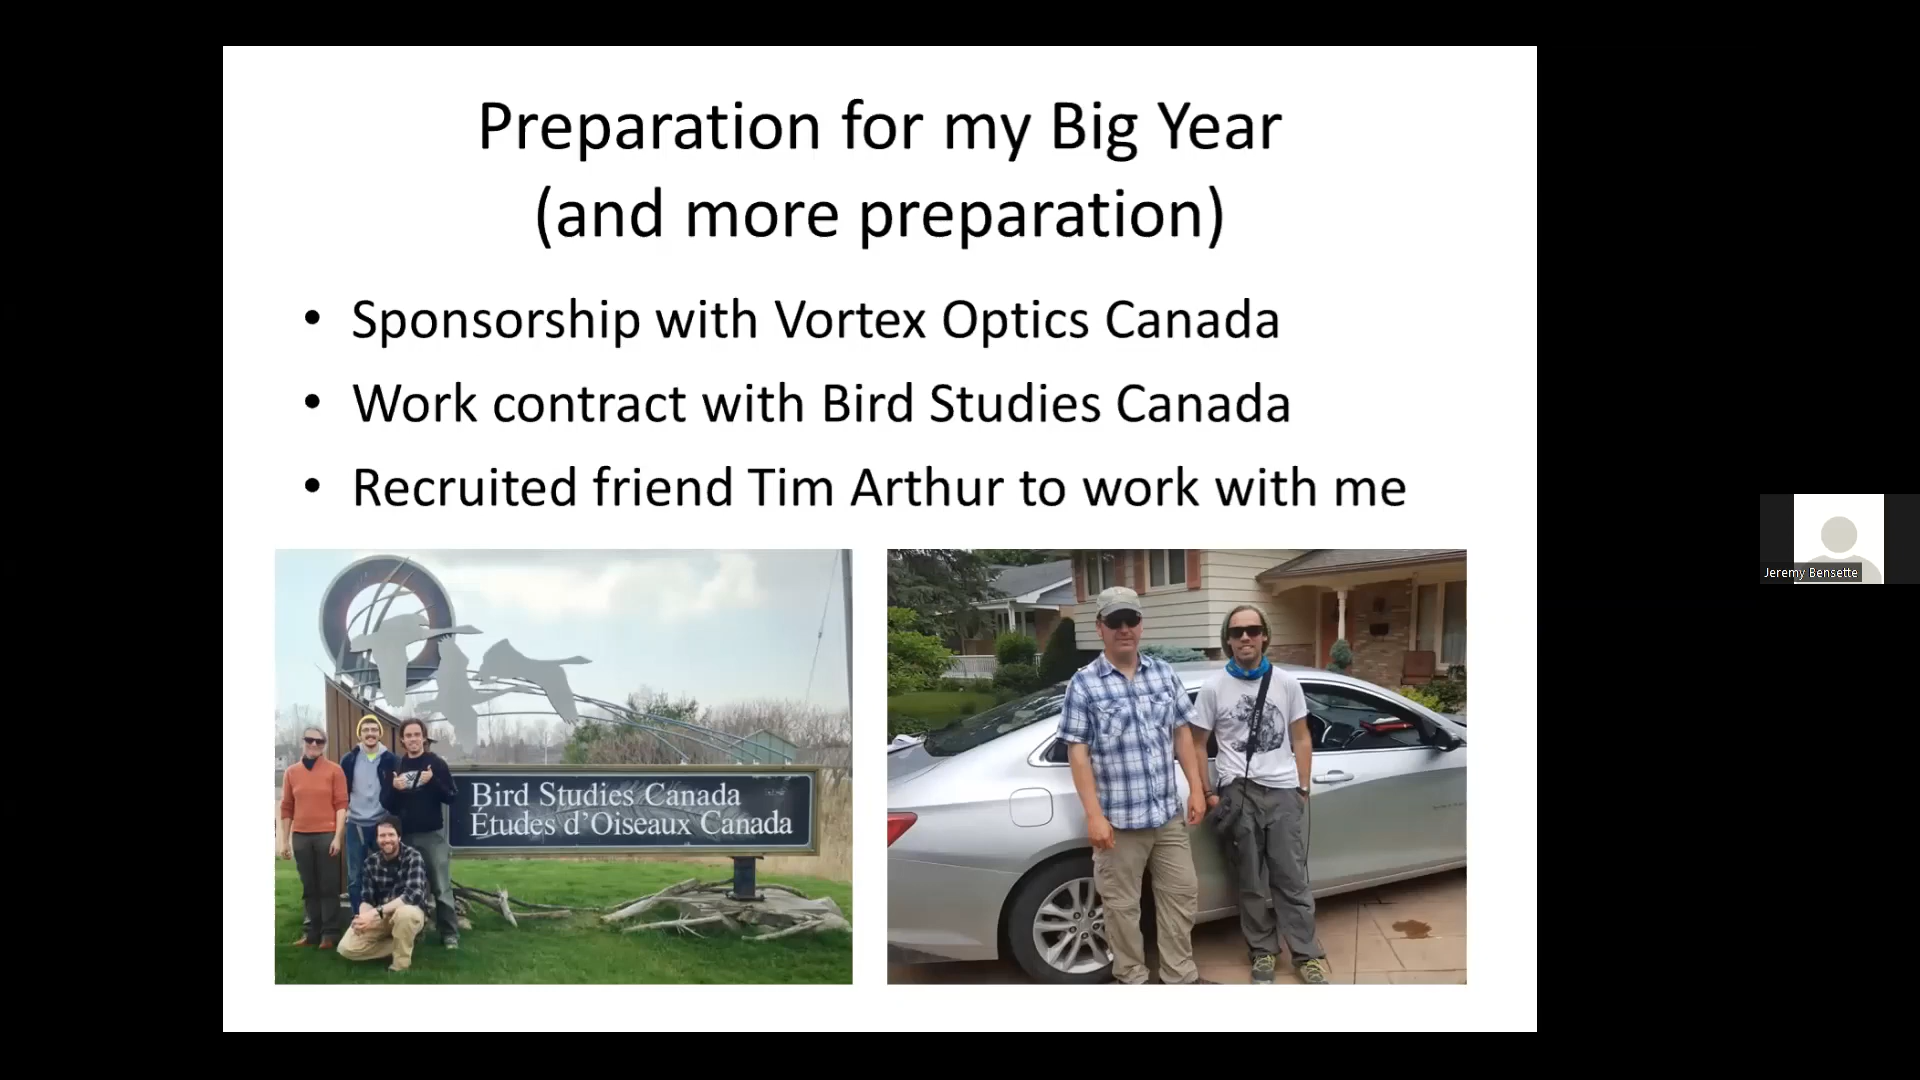 Preparation for my Big Year
(and more preparation)
• Sponsorship with Vortex Optics Canada
• Work contract with Bird Studies Canada
• Recruited friend Tim Arthur to work with me
Bird Studies Canada
Études d'Oiseaux Canada
Jeremy Bensette